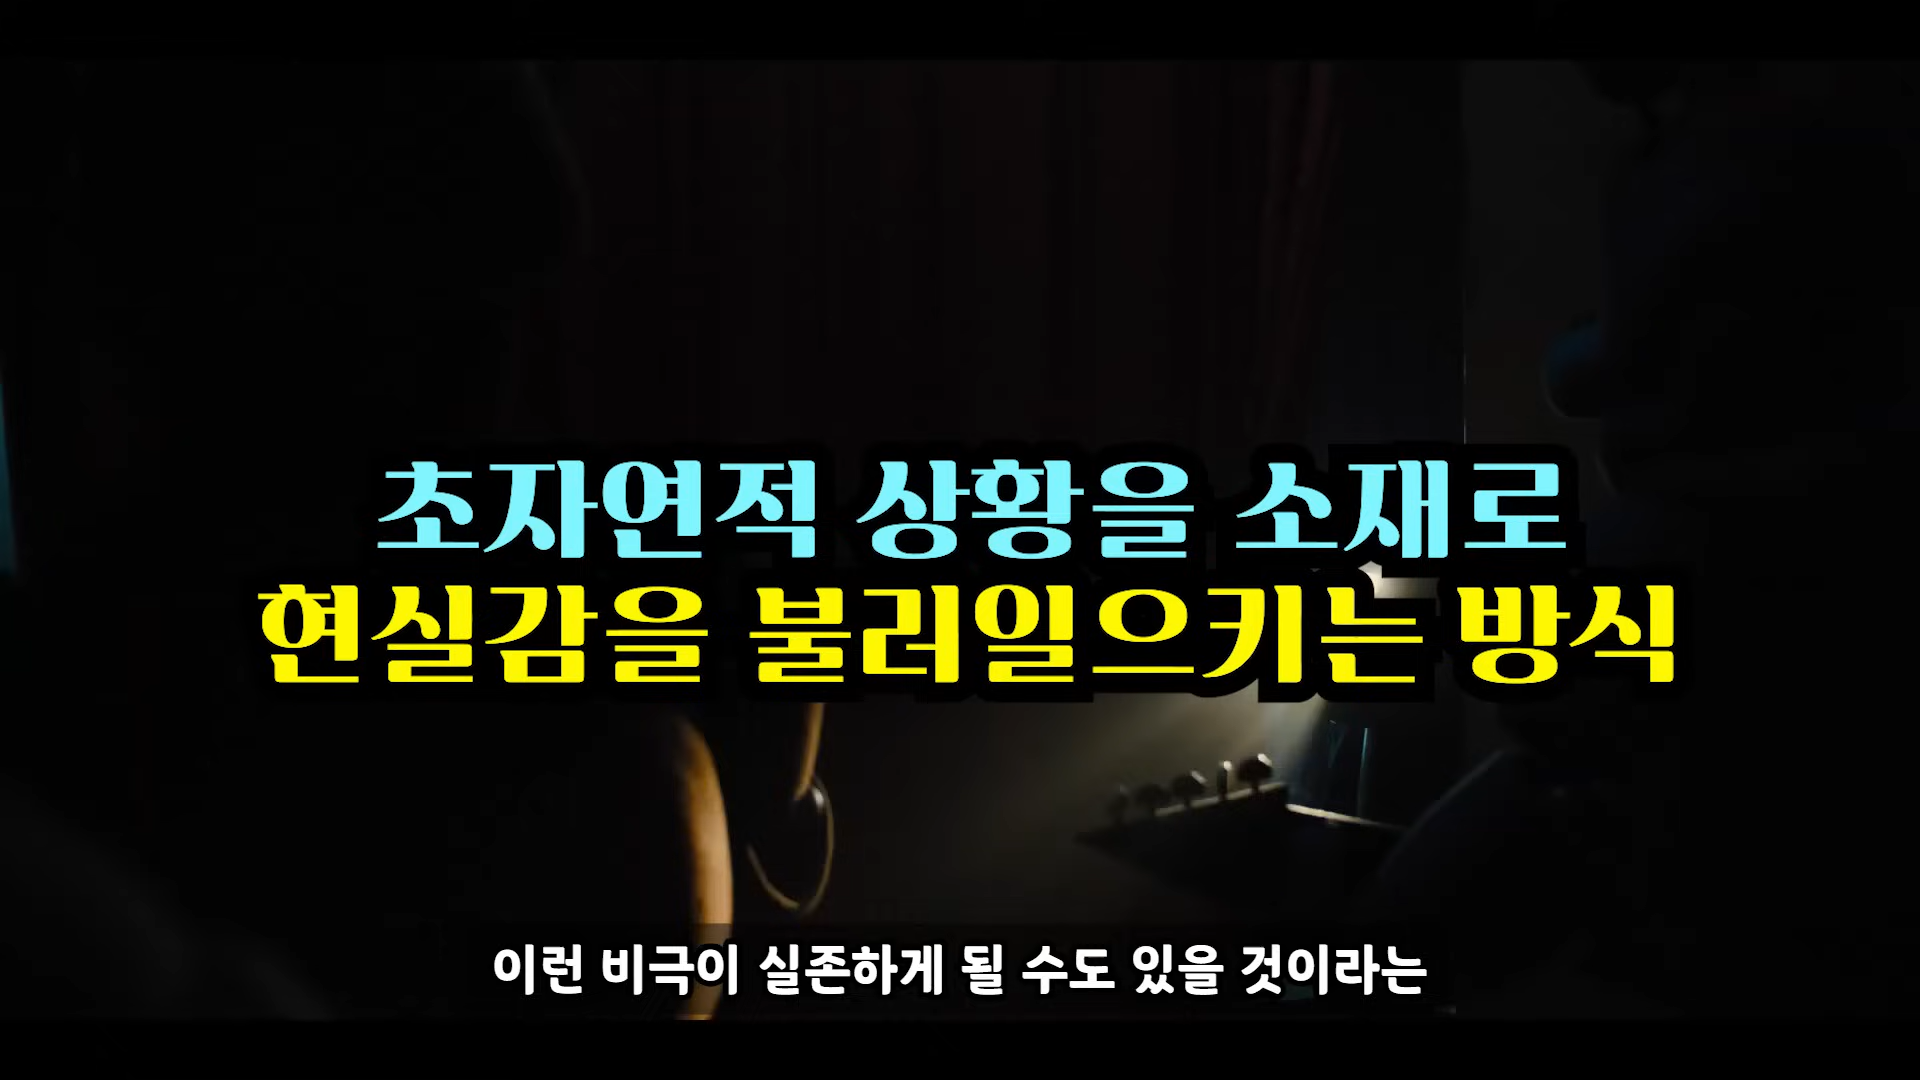 초자연적 상황을 소재로
현실감을 불러일으키는 방식
이런 비극이 실존하게 될 수도 있을 것이라는